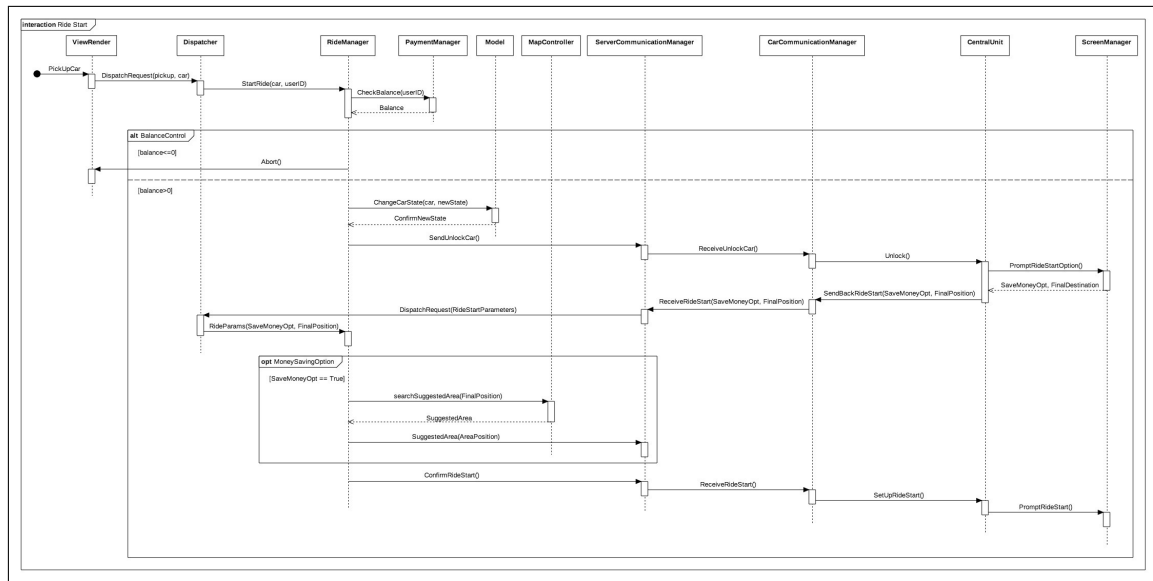 interaction Ride Start
ViewRender
Dispatcher
RideManager
PaymentManager
Model
MapController
ServerCommunicationManager
CarCommunicationManager
CentralUnit
ScreenManager
PickUpCar
DispatchRequest(pickup, car)
StartRide(car, userID)
CheckBalance(userID)
Balance
alt BalanceControl
[balance<=0]
Abort()
[balance>0]
ChangeCarState(car, newState)
ConfirmNewState
SendUnlockCar()
ReceiveUnlockCar()
Unlock()
PromptRideStartOption()
SaveMoneyOpt, FinalDestination
SendBackRideStart(SaveMoneyOpt, FinalPosition)
ReceiveRideStart(SaveMoneyOpt, FinalPosition)
DispatchRequest(RideStartParameters)
RideParams(SaveMoneyOpt, FinalPosition)
opt MoneySavingOption
[SaveMoneyOpt == True]
searchSuggestedArea(FinalPosition)
SuggestedArea
SuggestedArea(AreaPosition)
ConfirmRideStart()
ReceiveRideStart()
SetUpRideStart()
PromptRideStart()